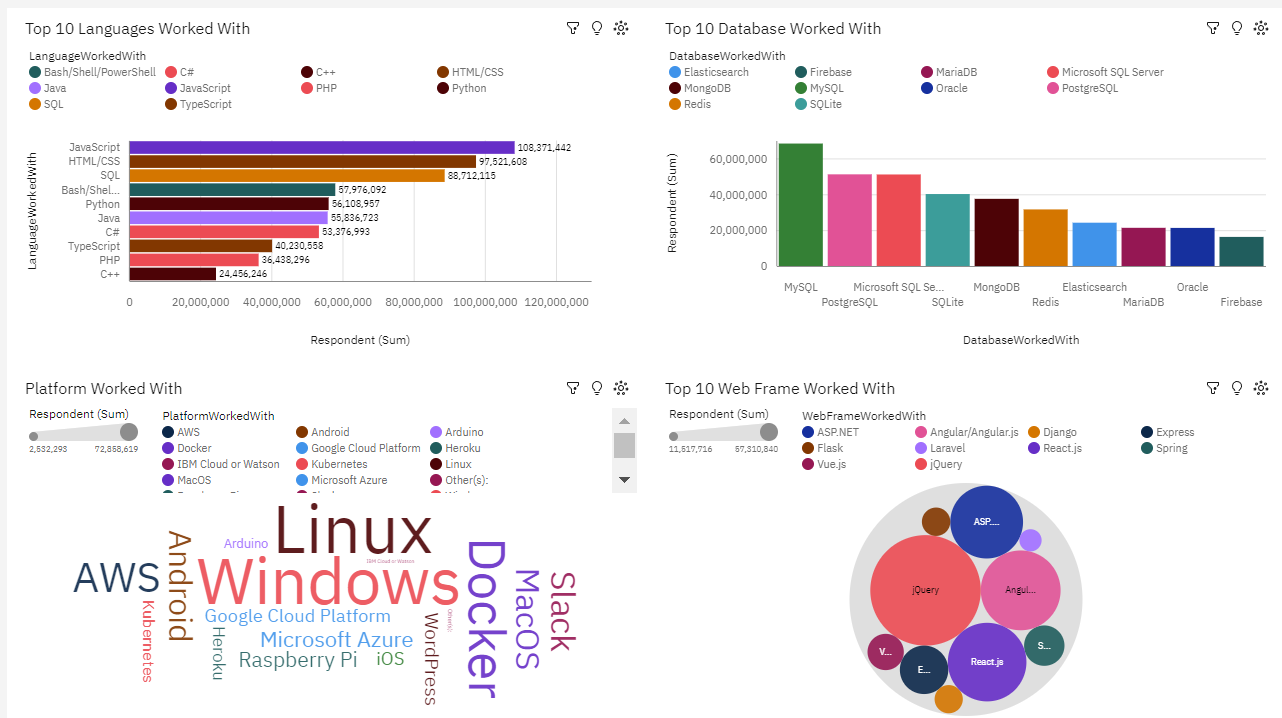 Top 10 Languages Worked With
LanguageWorkedWith
Bash/Shell/PowerShell C# C++ HTML/CSS
Java JavaScript PHP Python
SQL TypeScript
LanguageWorkedWith
JavaScript 108,371,442
HTML/CSS 97,521,608
SQL 88,712,115
Bash/Shel... 57,976,092
Python 56,108,957
Java 55,836,723
C# 53,376,993
TypeScript 40,230,558
PHP 36,438,296
C++ 24,456,246
0 20,000,000 40,000,000 60,000,000 80,000,000 100,000,000 120,000,000
Respondent (Sum)
Top 10 Database Worked With
DatabaseWorkedWith
Elasticsearch Firebase MariaDB Microsoft SQL Server
MongoDB MySQL Oracle PostgreSQL
Redis SQLite
Respondent (Sum)
60,000,000
40,000,000
20,000,000
0
MySQL Microsoft SQL Se... MongoDB Elasticsearch Oracle
PostgreSQL SQLite Redis MariaDB Firebase
DatabaseWorkedWith
Platform Worked With
Respondent (Sum)
2,532,293 72,858,619
PlatformWorkedWith
AWS Android Arduino
Docker Google Cloud Platform Heroku
IBM Cloud or Watson Kubernetes Linux
MacOS Microsoft Azure Other(s):
Linux
Arduino
IBM Cloud or Watson
Windows
AWS
Android
Docker
MacOS
Slack
Kubernetes
Google Cloud Platform
Heroku
Microsoft Azure
WordPress
Raspberry Pi
iOS
Top 10 Web Frame Worked With
Respondent (Sum)
11,517,716 57,310,840
WebFrameWorkedWith
ASP.NET Angular/Angular.js Django Express
Flask Laravel React.js Spring
Vue.js jQuery
ASP....
jQuery
Angul...
V...
E...
React.js
S...